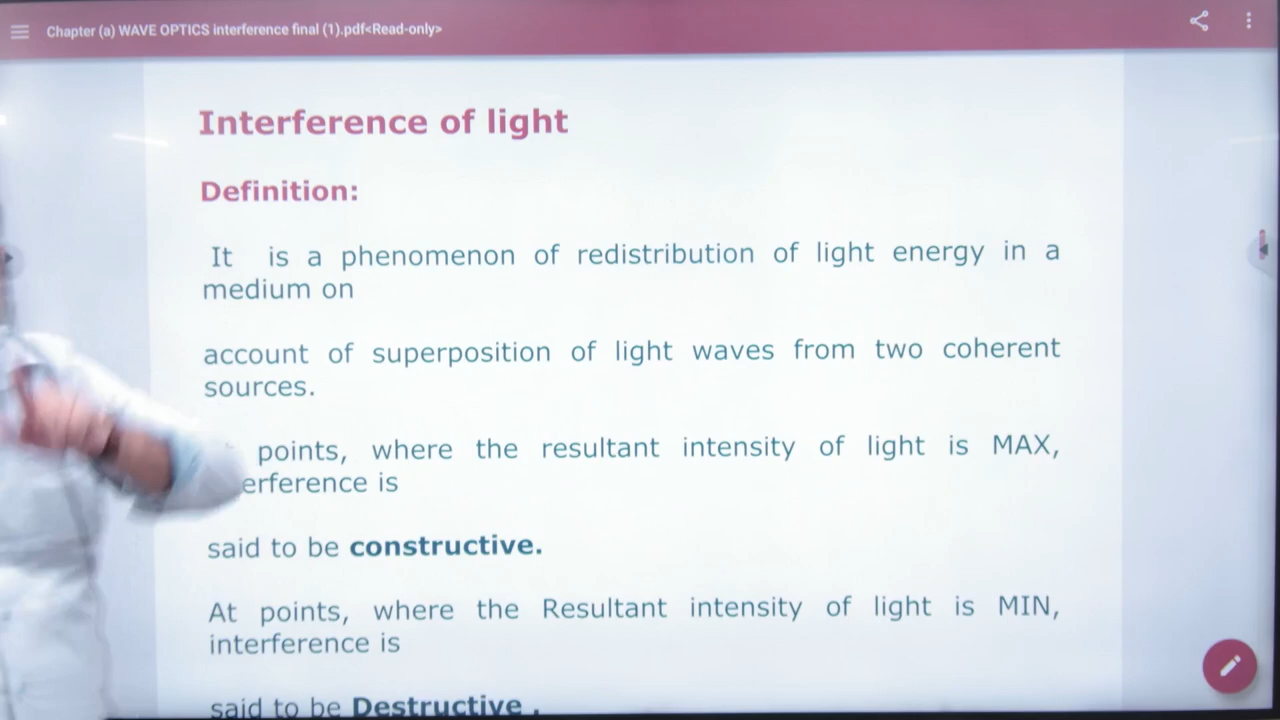 Chapter (a) WAVE OPTICS interference final (1).pdf<Read-only>
Interference of light
Definition:
It is a phenomenon of redistribution of light energy in a
medium on
account of superposition of light waves from two coherent
sources.
points, where the resultant intensity of light is MAX,
erference is
said to be constructive.
At points, where the Resultant intensity of light is MIN,
interference is
said to be Destructive .